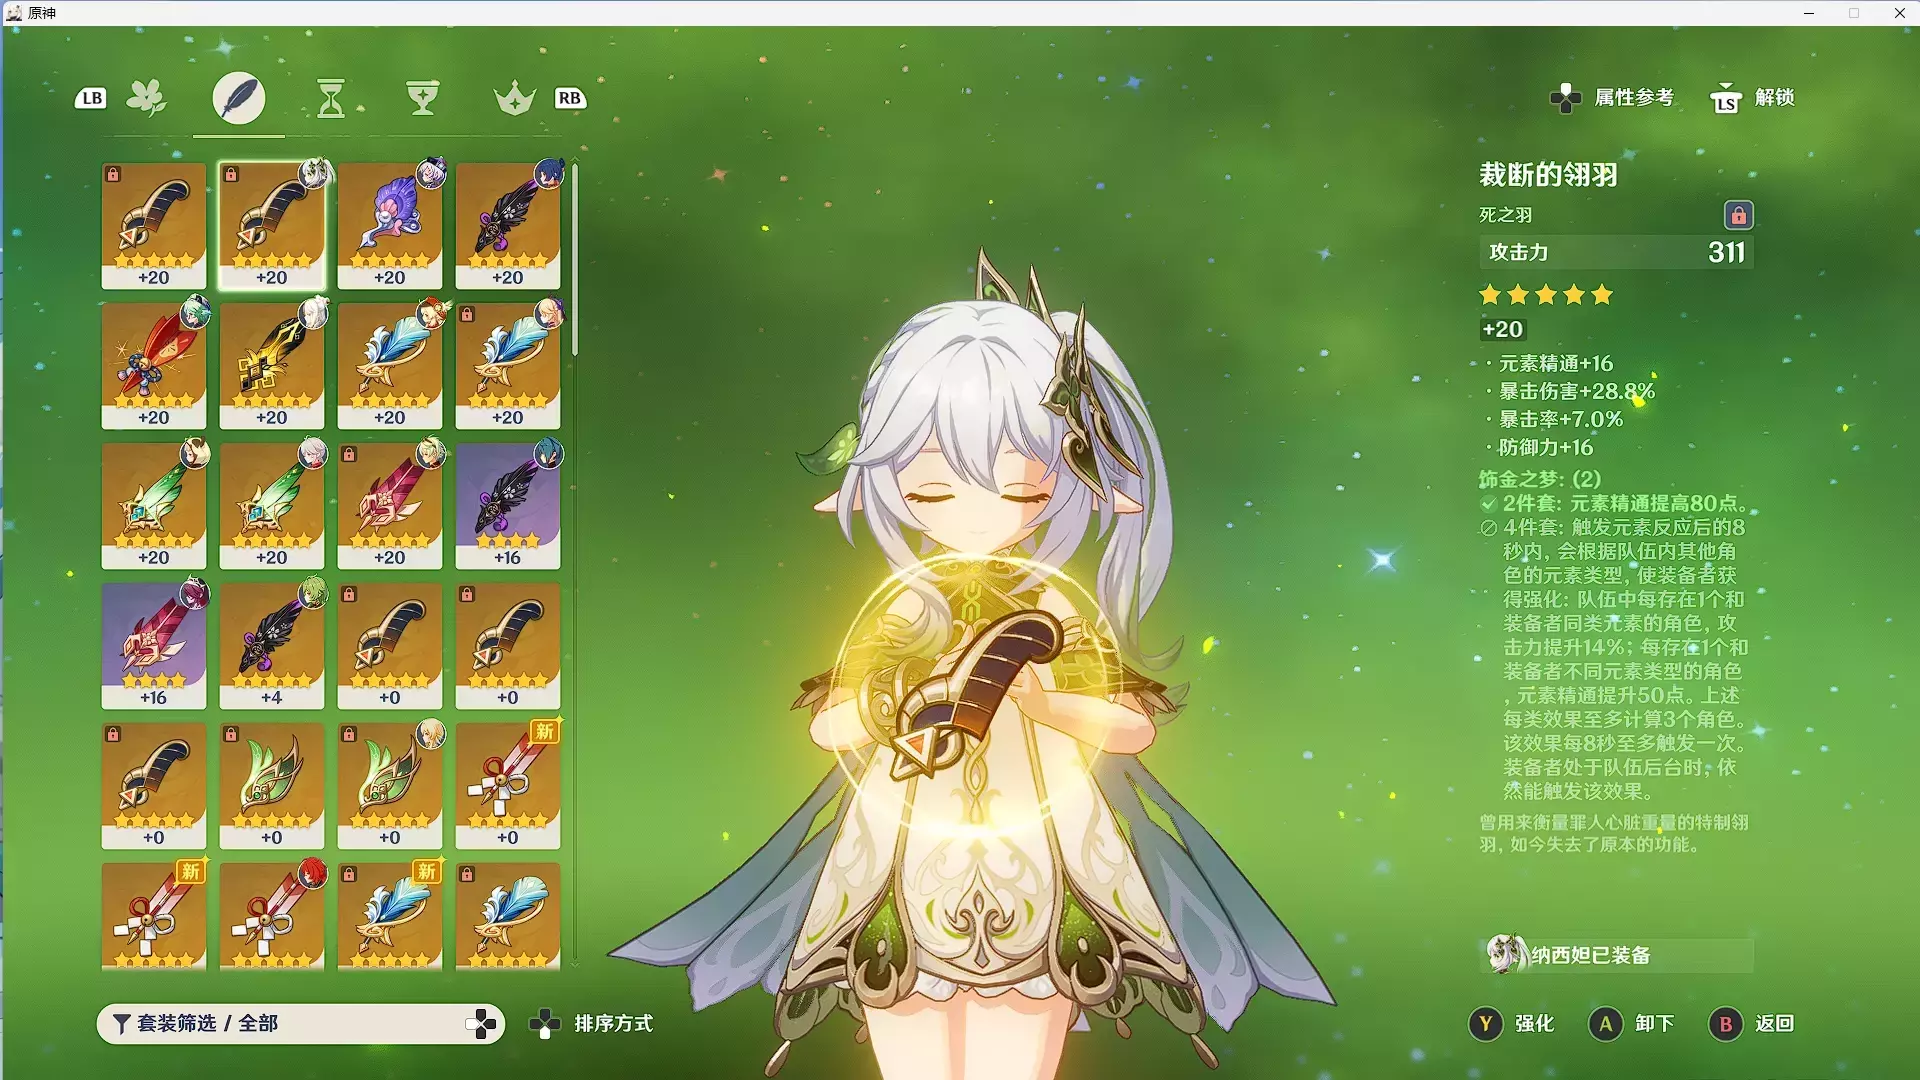 原神
LB
RB
属性参考
LS
解锁
裁断的翎羽
死之羽
攻击力 311
+20
·元素精通+16
·暴击伤害+28.8%
·暴击率+7.0%
·防御力+16
饰金之梦: (2)
2件套: 元素精通提高80点。
4件套: 触发元素反应后的8
秒内, 会根据队伍内其他角
色的元素类型, 使装备者获
得强化: 队伍中每存在1个和
装备者同类元素的角色, 攻
击力提升14%; 每存在1个和
装备者不同元素类型的角色
, 元素精通提升50点。上述
每类效果至多计算3个角色。
该效果每8秒至多触发一次。
装备者处于队伍后台时, 依
然能触发该效果。
曾用来衡量罪人心脏重量的特制翎
羽, 如今失去了原本的功能。
纳西妲已装备
+20 +20 +20 +20
+20 +20 +20 +20
+20 +20 +20 +16
+16 +4 +0 +0
新
+0 +0 +0 +0
新 新
套装筛选 / 全部
排序方式
Y 强化
A 卸下
B 返回